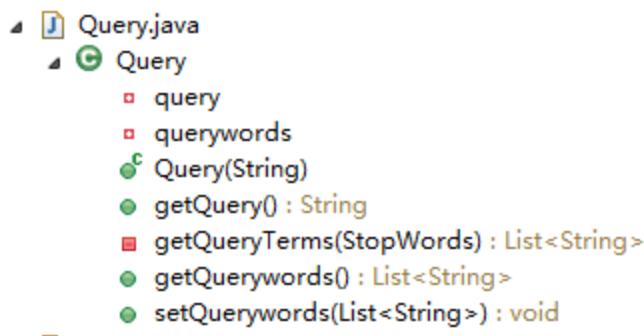 Query.java
Query
query
querywords
Query(String)
getQuery() : String
getQueryTerms(StopWords) : List<String>
getQuerywords() : List<String>
setQuerywords(List<String>) : void